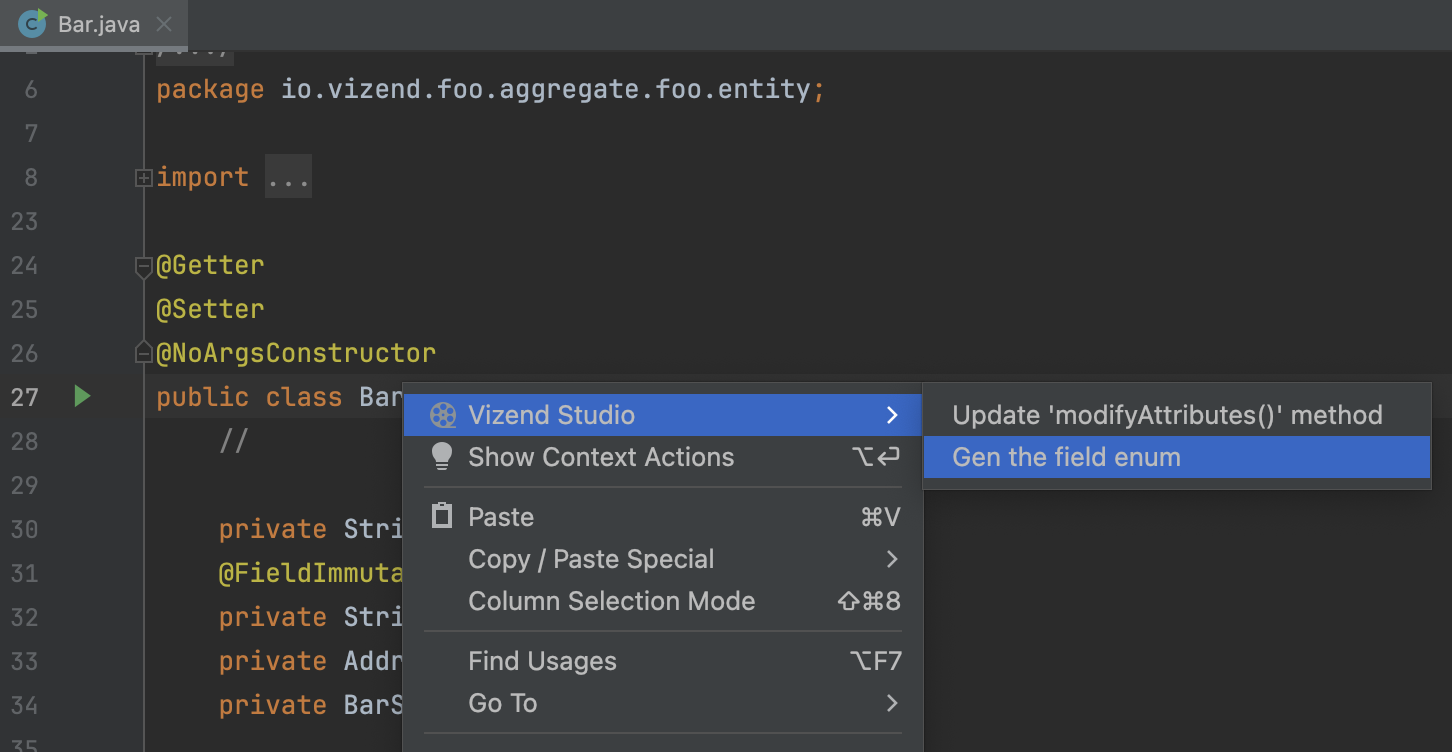 Bar.java
6 package io.vizend.foo.aggregate.foo.entity;
7
8 import ...
23
24 @Getter
25 @Setter
26 @NoArgsConstructor
27 public class Bar
28 //
29
30 private Stri
31 @FieldImmuta
32 private Stri
33 private Addr
34 private BarS
35
Vizend Studio
Show Context Actions ⌥⏎
Paste ⌘V
Copy / Paste Special
Column Selection Mode ⇧⌘8
Find Usages ⌥F7
Go To
Update 'modifyAttributes()' method
Gen the field enum